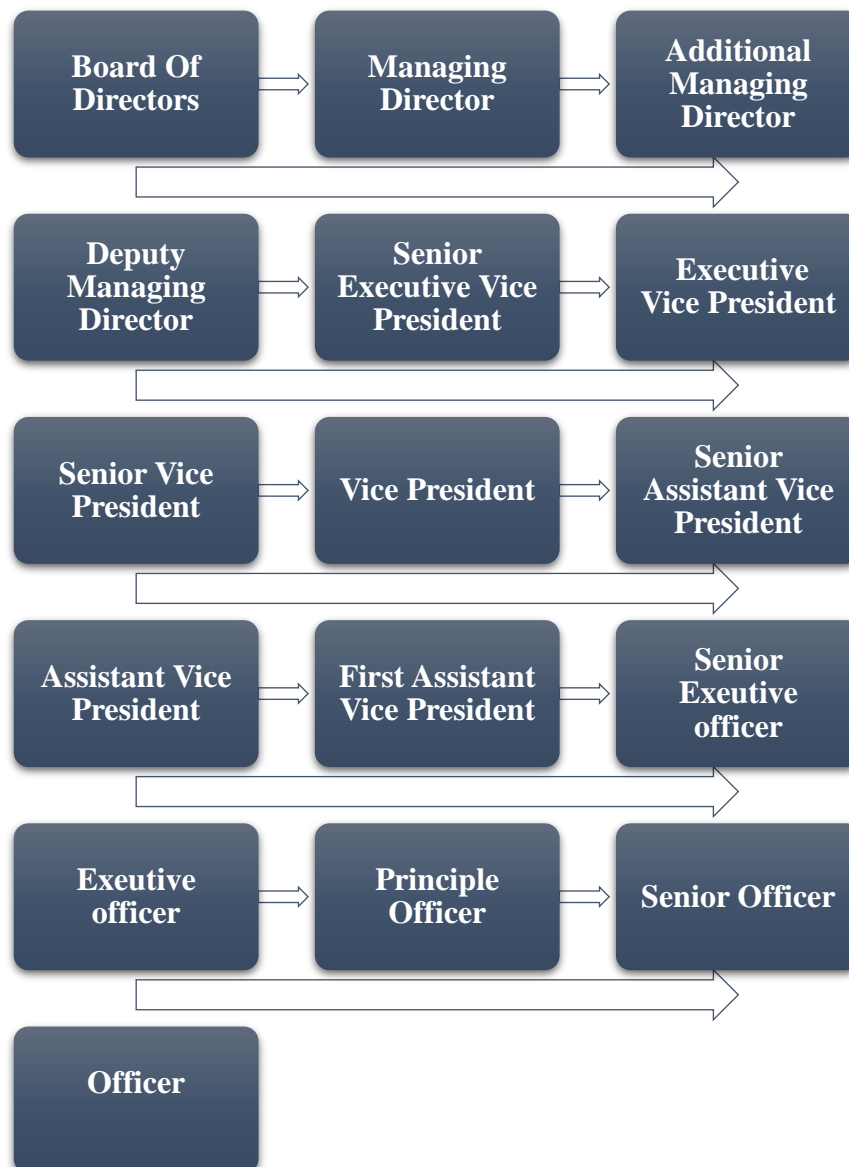 Board Of
Directors
Managing
Director
Additional
Managing
Director
Deputy
Managing
Director
Senior
Executive Vice
President
Executive
Vice President
Senior Vice
President
Vice President
Senior
Assistant Vice
President
Assistant Vice
President
First Assistant
Vice President
Senior
Exeutive
officer
Exeutive
officer
Principle
Officer
Senior Officer
Officer